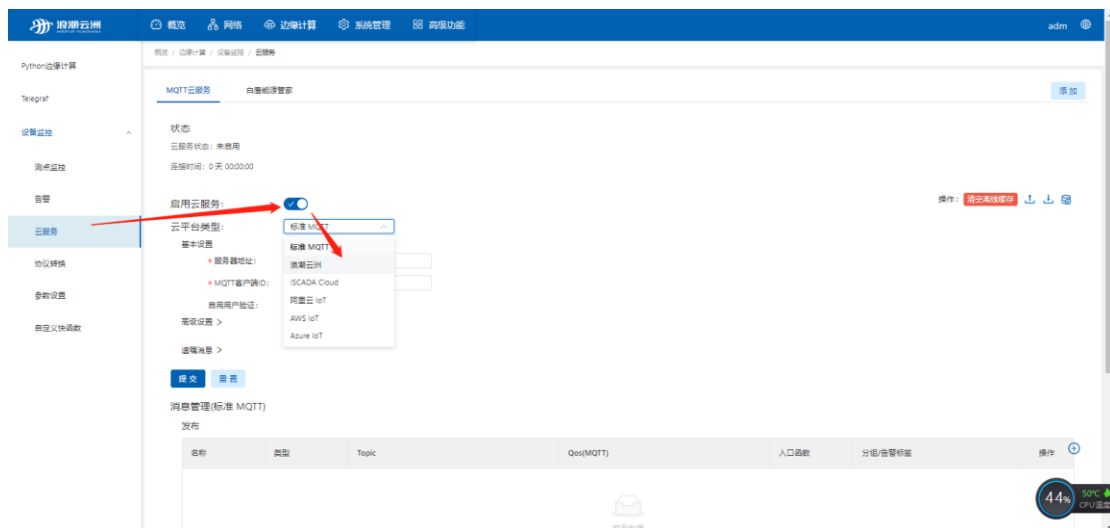 浪潮云洲 概览 网络 边缘计算 系统管理 高级功能 adm
概览 / 边缘计算 / 设备监控 / 云服务
Python边缘计算
Telegraf
设备监控
测点监控
告警
云服务
协议转换
参数设置
自定义快函数
MQTT云服务 白鹰能源管家 添加
状态
云服务状态: 未启用
连接时间: 0 天 00:00:00
启用云服务: 操作: 清空离线缓存
云平台类型: 标准 MQTT
基本设置 标准 MQTT
* 服务器地址: 浪潮云洲
* MQTT客户端ID: iSCADA Cloud
启用用户验证: 阿里云 IoT
高级设置 > AWS IoT
Azure IoT
遗嘱消息 >
提交 重置
消息管理(标准 MQTT)
发布
名称 类型 Topic Qos(MQTT) 入口函数 分组/告警标签 操作
44% 50℃
CPU温度